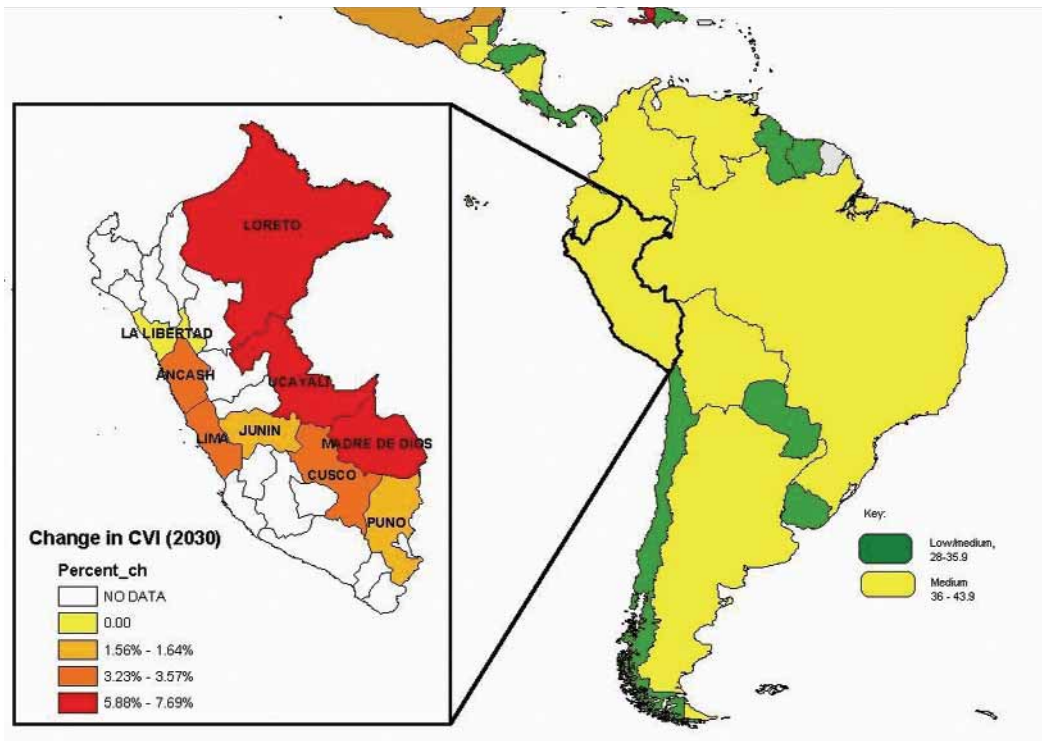 LORETO
LA LIBERTAD
ANCASH
UCAYALI
LIMA
JUNIN
MADRE DE DIOS
CUSCO
PUNO
Change in CVI (2030)
Percent_ch
NO DATA
0.00
1.56% - 1.64%
3.23% - 3.57%
5.88% - 7.69%
Key:
Low/medium,
28-35.9
Medium
36 - 43.9